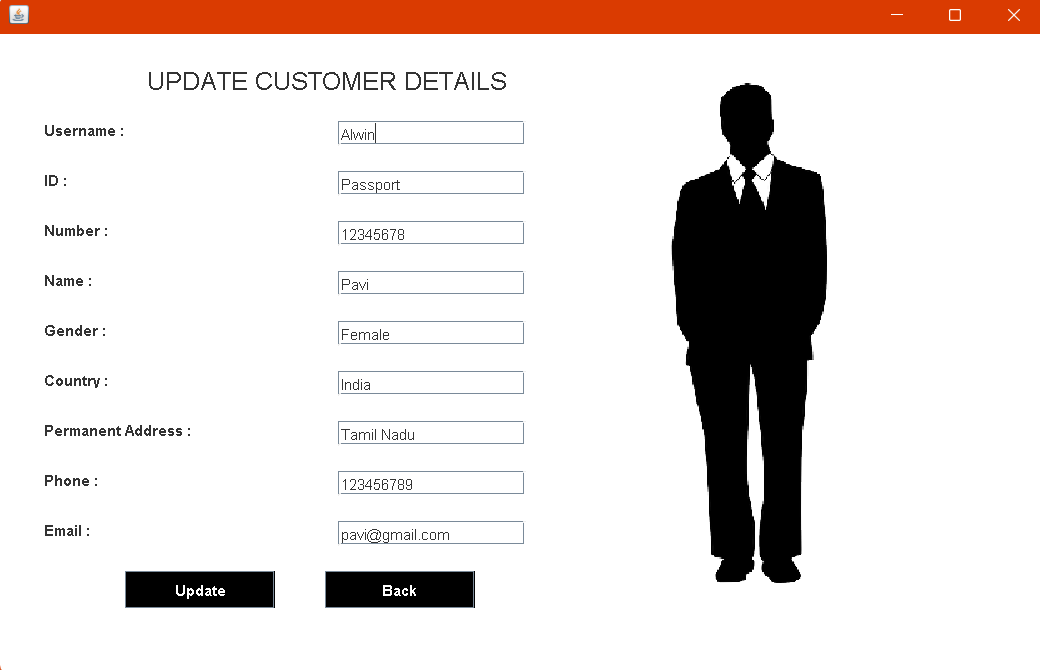 UPDATE CUSTOMER DETAILS
Username : Alwin
ID : Passport
Number : 12345678
Name : Pavi
Gender : Female
Country : India
Permanent Address : Tamil Nadu
Phone : 123456789
Email : pavi@gmail.com
Update Back